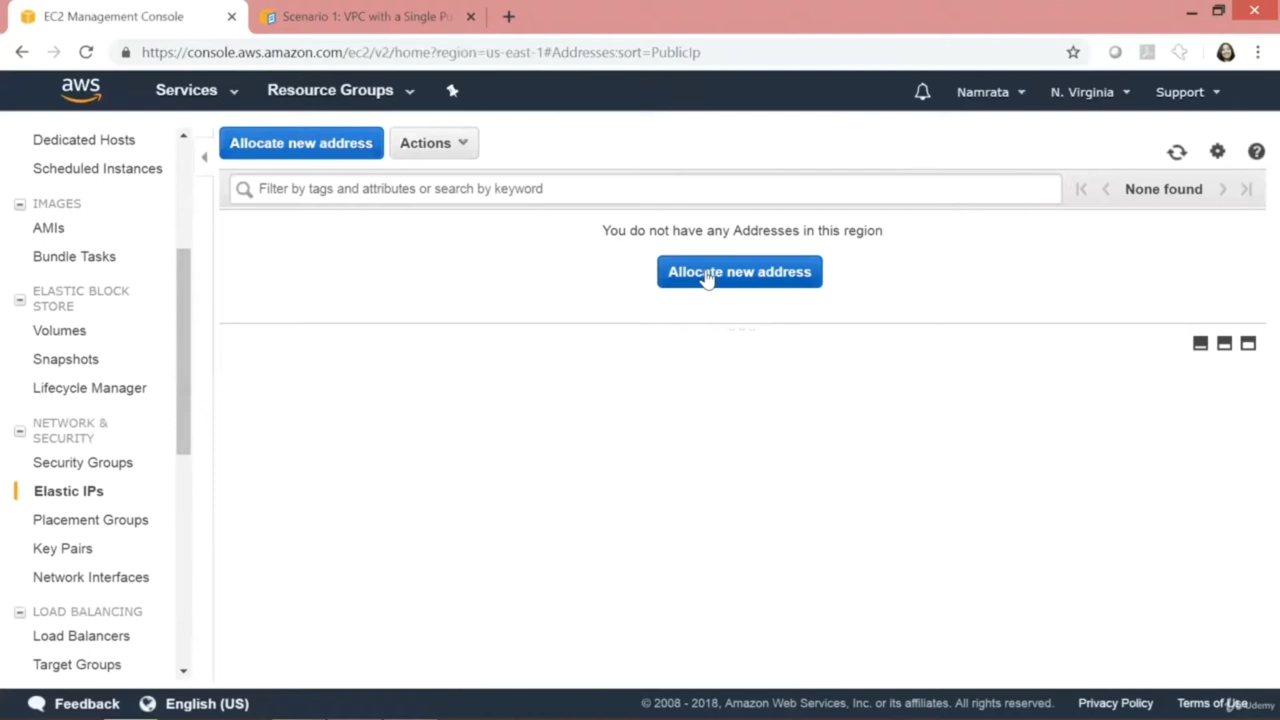 EC2 Management Console
Scenario 1: VPC with a Single Pu
https://console.aws.amazon.com/ec2/v2/home?region=us-east-1#Addresses:sort=PublicIp
aws
Services
Resource Groups
Namrata
N. Virginia
Support
Dedicated Hosts
Scheduled Instances
IMAGES
AMIs
Bundle Tasks
ELASTIC BLOCK
STORE
Volumes
Snapshots
Lifecycle Manager
NETWORK &
SECURITY
Security Groups
Elastic IPs
Placement Groups
Key Pairs
Network Interfaces
LOAD BALANCING
Load Balancers
Target Groups
Allocate new address
Actions
Filter by tags and attributes or search by keyword
None found
You do not have any Addresses in this region
Allocate new address
Feedback
English (US)
© 2008 - 2018, Amazon Web Services, Inc. or its affiliates. All rights reserved.
Privacy Policy
Terms of Use
Udemy